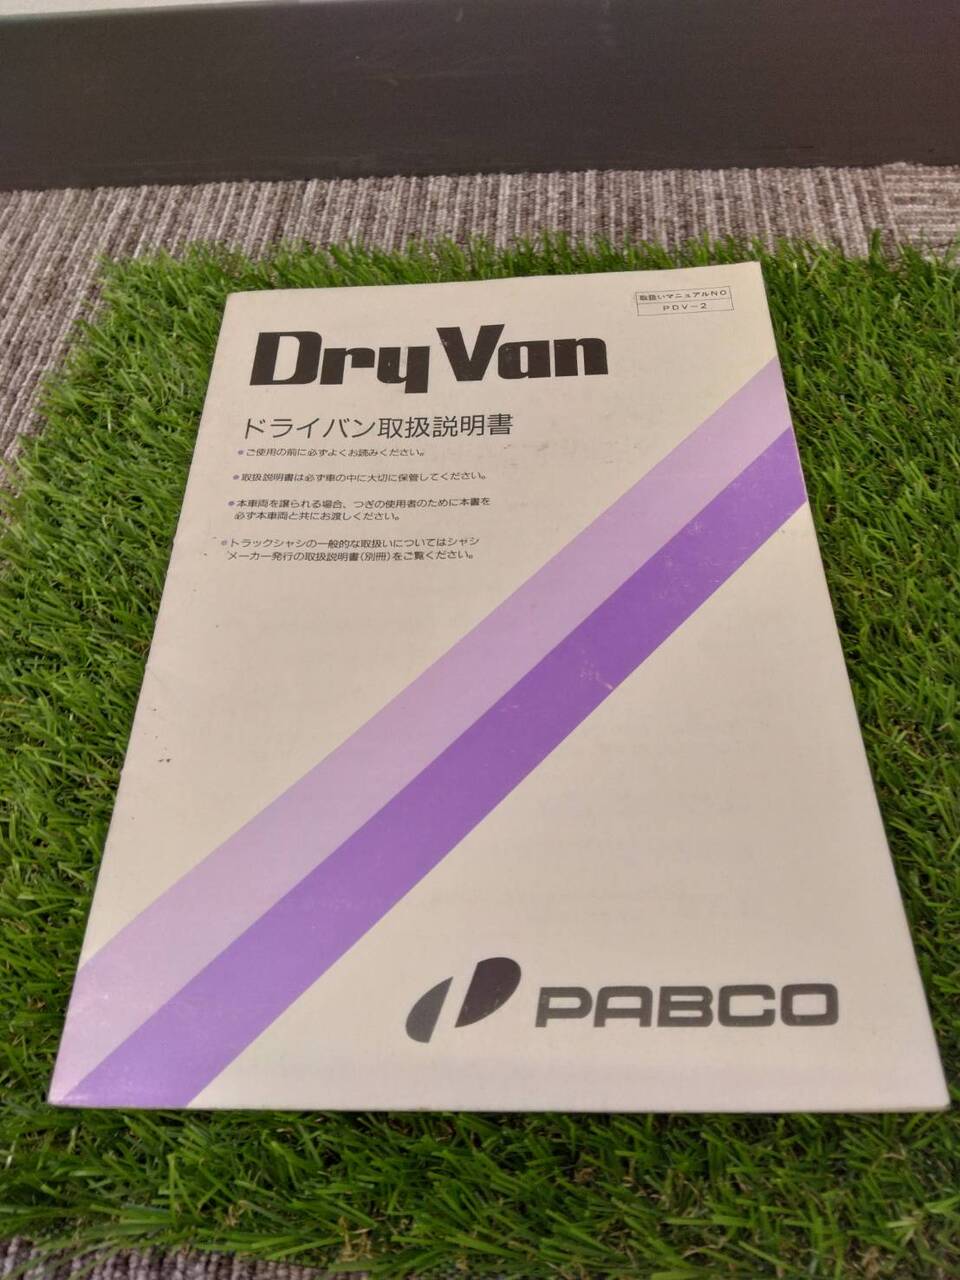 取扱いマニュアルNO
PDV-2
Dry Van
ドライバン取扱説明書
●ご使用の前に必ずよくお読みください。
●取扱説明書は必ず車の中に大切に保管してください。
●本車両を譲られる場合、つぎの使用者のために本書を
必ず本車両と共にお渡しください。
●トラックシャシの一般的な取扱いについてはシャシ
メーカー発行の取扱説明書(別冊)をご覧ください。
PABCO